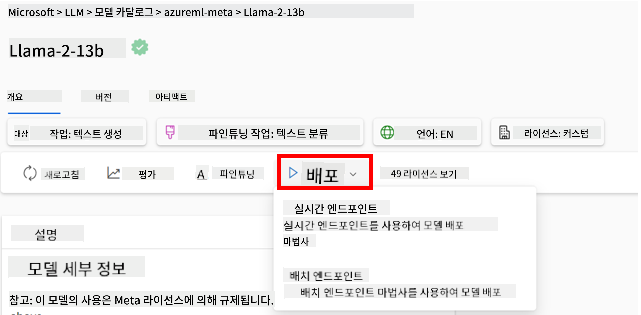 Microsoft > LLM > 모델 카탈로그 > azureml-meta > Llama-2-13b
Llama-2-13b
개요 버전 아티팩트
대상 작업: 텍스트 생성 파인튜닝 작업: 텍스트 분류 언어: EN 라이선스: 커스텀
새로고침 평가 파인튜닝 배포 49 라이선스 보기
실시간 엔드포인트
실시간 엔드포인트를 사용하여 모델 배포
마법사
설명
모델 세부 정보
배치 엔드포인트
배치 엔드포인트 마법사를 사용하여 모델 배포
참고: 이 모델의 사용은 Meta 라이선스에 의해 규제됩니다.